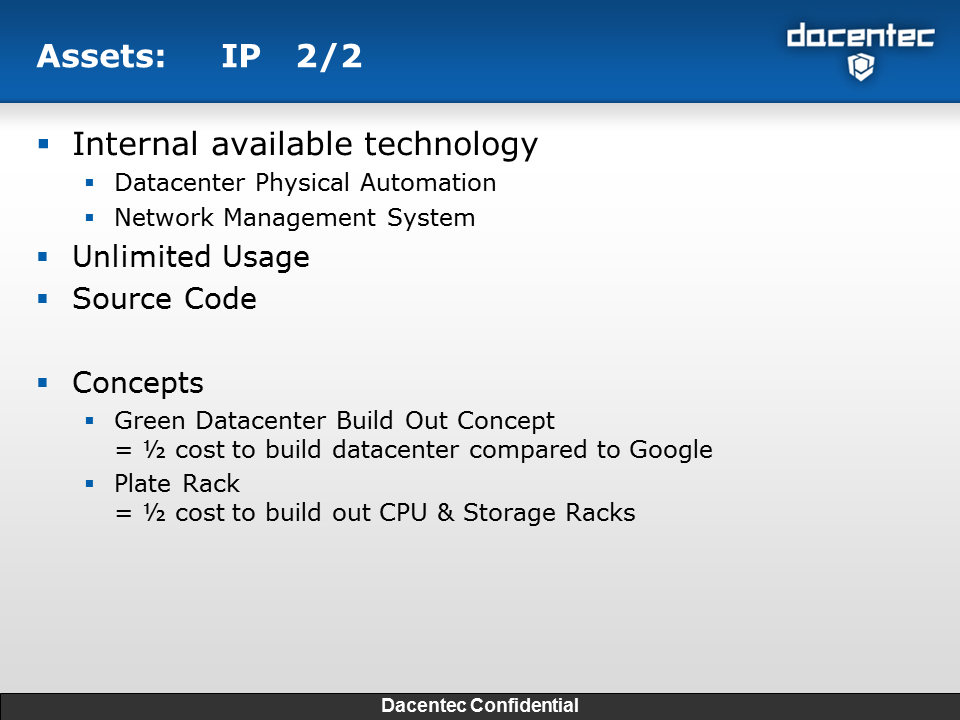 Assets: IP 2/2
dacentec
Internal available technology
Datacenter Physical Automation
Network Management System
Unlimited Usage
Source Code
Concepts
Green Datacenter Build Out Concept
= ½ cost to build datacenter compared to Google
Plate Rack
= ½ cost to build out CPU & Storage Racks
Dacentec Confidential